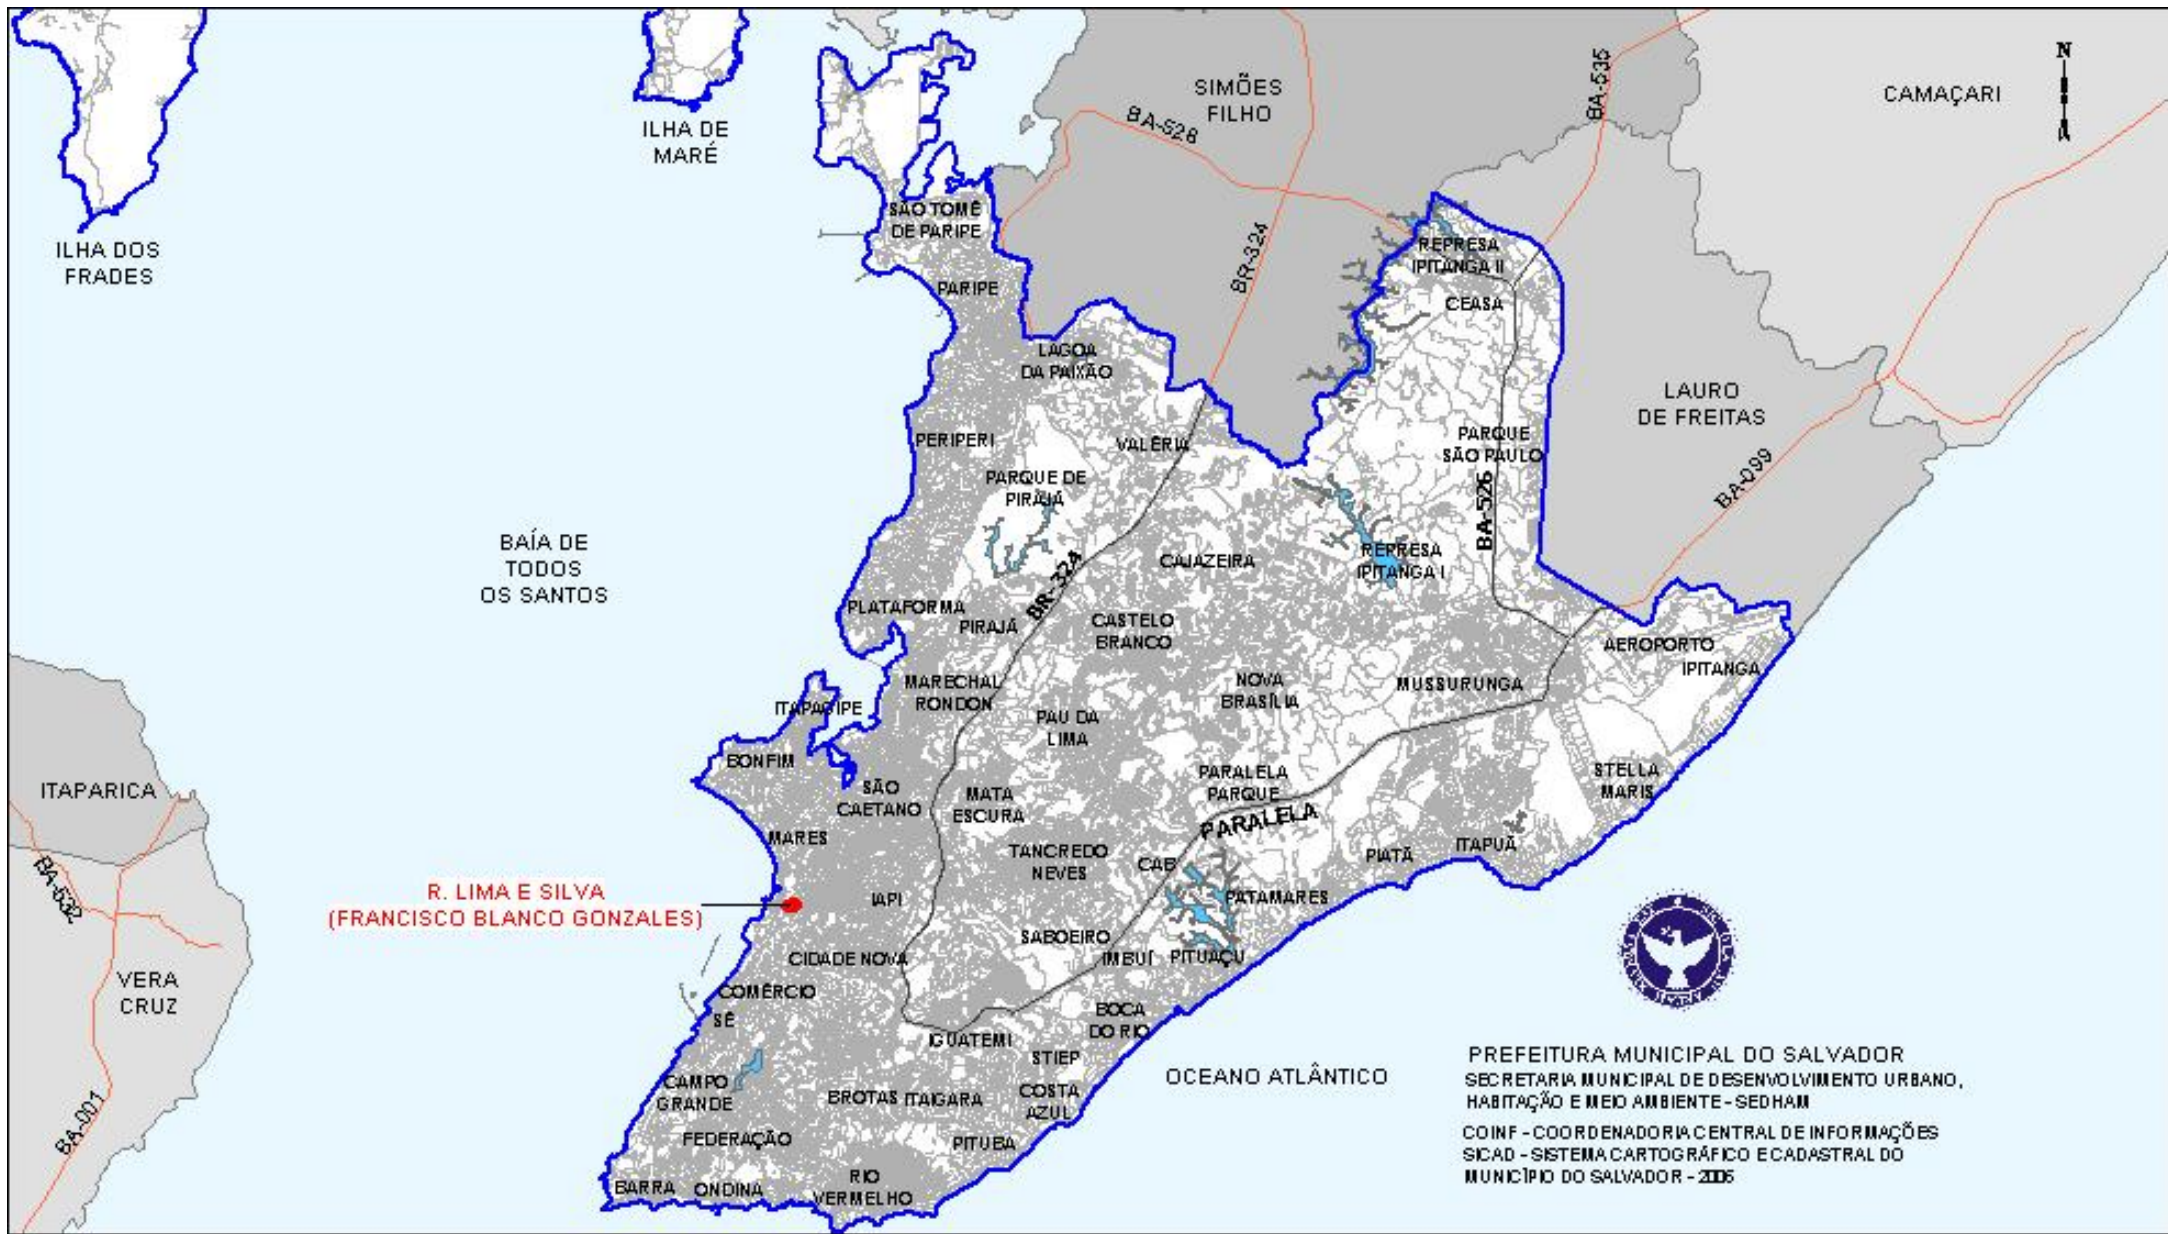 N
SIMÕES
FILHO
BA-535
CAMAÇARI
BA-526
ILHA DE
MARÉ
SÃO TOMÉ
DE PARIPE
ILHA DOS
FRADES
BR-324
REPRESA
IPITANGA II
PARIPE
CEASA
LAGOA
DA PAIXÃO
LAURO
DE FREITAS
PERIPERI
VALÉRIA
PARQUE
SÃO PAULO
PARQUE DE
PIRAJÁ
BA-099
BA-526
BAÍA DE
TODOS
OS SANTOS
CAJAZEIRA
REPRESA
IPITANGA I
BR-324
PLATAFORMA
PIRAJÁ
CASTELO
BRANCO
AEROPORTO
IPITANGA
MARECHAL
RONDON
NOVA
BRASÍLIA
MUSSURUNGA
ITAPAGIPE
PAU DA
LIMA
BONFIM
SÃO
CAETANO
MATA
ESCURA
PARALELA
PARQUE
STELLA
MARIS
ITAPARICA
PARALELA
MARES
TANCREDO
NEVES
CAB
PIATÃ
ITAPUÃ
BA-532
R. LIMA E SILVA
(FRANCISCO BLANCO GONZALES)
IAPI
PATAMARES
SABOEIRO
CIDADE NOVA
IMBUÍ
PITUAÇU
VERA
CRUZ
COMÉRCIO
SÉ
BOCA
DO RIO
IGUATEMI
STIEP
OCEANO ATLÂNTICO
CAMPO
GRANDE
BROTAS
ITAIGARA
COSTA
AZUL
BA-001
FEDERAÇÃO
PITUBA
BARRA
ONDINA
RIO
VERMELHO
PREFEITURA MUNICIPAL DO SALVADOR
SECRETARIA MUNICIPAL DE DESENVOLVIMENTO URBANO,
HABITAÇÃO E MEIO AMBIENTE - SEDHAM
COINF - COORDENADORIA CENTRAL DE INFORMAÇÕES
SICAD - SISTEMA CARTOGRÁFICO E CADASTRAL DO
MUNICÍPIO DO SALVADOR - 2006